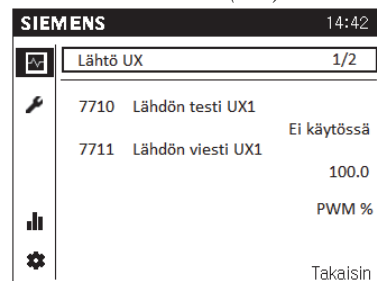 SIEMENS 14:42
Lähtö UX 1/2
7710 Lähdön testi UX1
Ei käytössä
7711 Lähdön viesti UX1
100.0
PWM %
Takaisin